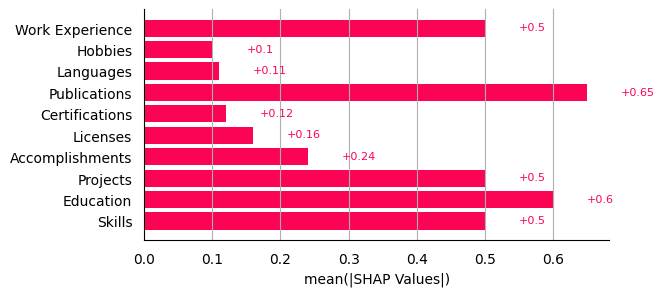 Work Experience +0.5
Hobbies +0.1
Languages +0.11
Publications +0.65
Certifications +0.12
Licenses +0.16
Accomplishments +0.24
Projects +0.5
Education +0.6
Skills +0.5
0.0 0.1 0.2 0.3 0.4 0.5 0.6
mean(|SHAP Values|)